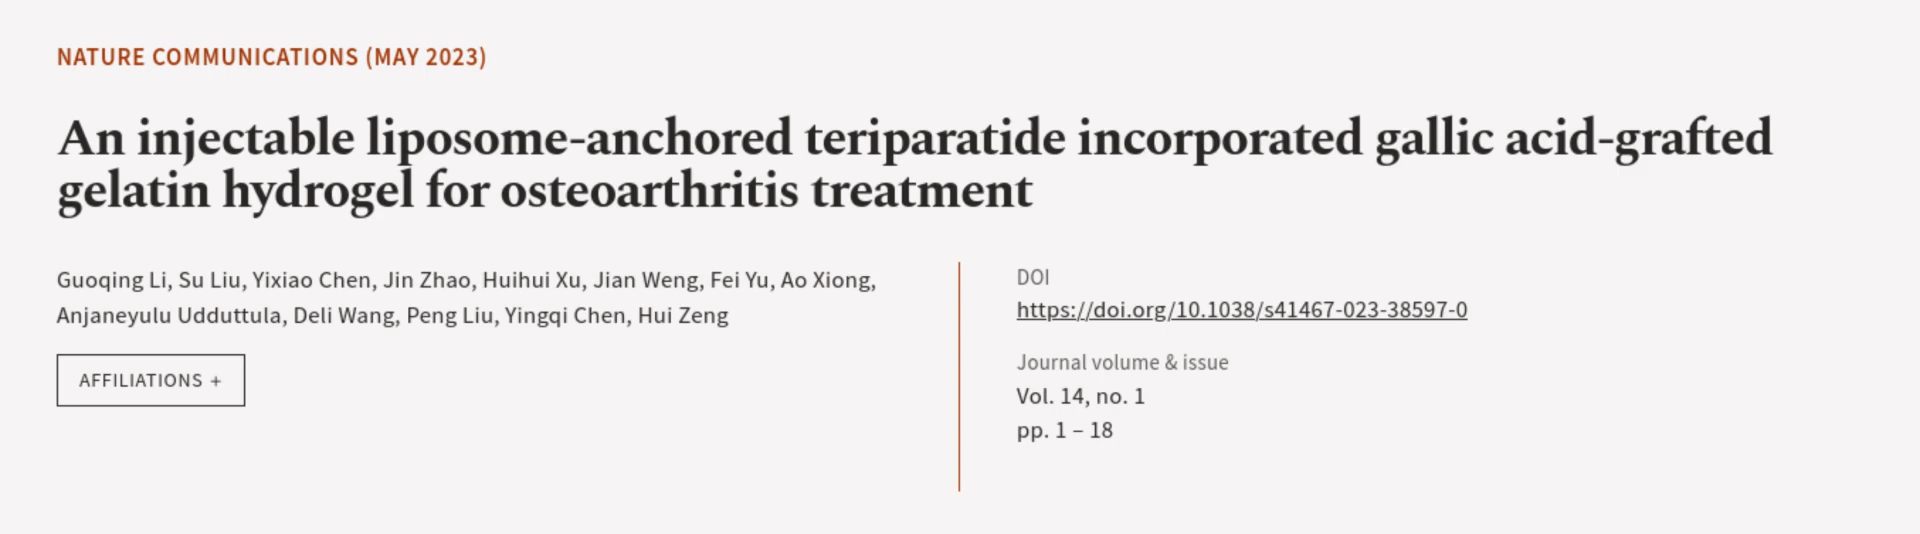 NATURE COMMUNICATIONS (MAY 2023)
An injectable liposome-anchored teriparatide incorporated gallic acid-grafted
gelatin hydrogel for osteoarthritis treatment
Guoqing Li, Su Liu, Yixiao Chen, Jin Zhao, Huihui Xu, Jian Weng, Fei Yu, Ao Xiong,
Anjaneyulu Udduttula, Deli Wang, Peng Liu, Yingqi Chen, Hui Zeng
AFFILIATIONS +
DOI
https://doi.org/10.1038/s41467-023-38597-0
Journal volume & issue
Vol. 14, no. 1
pp. 1 – 18